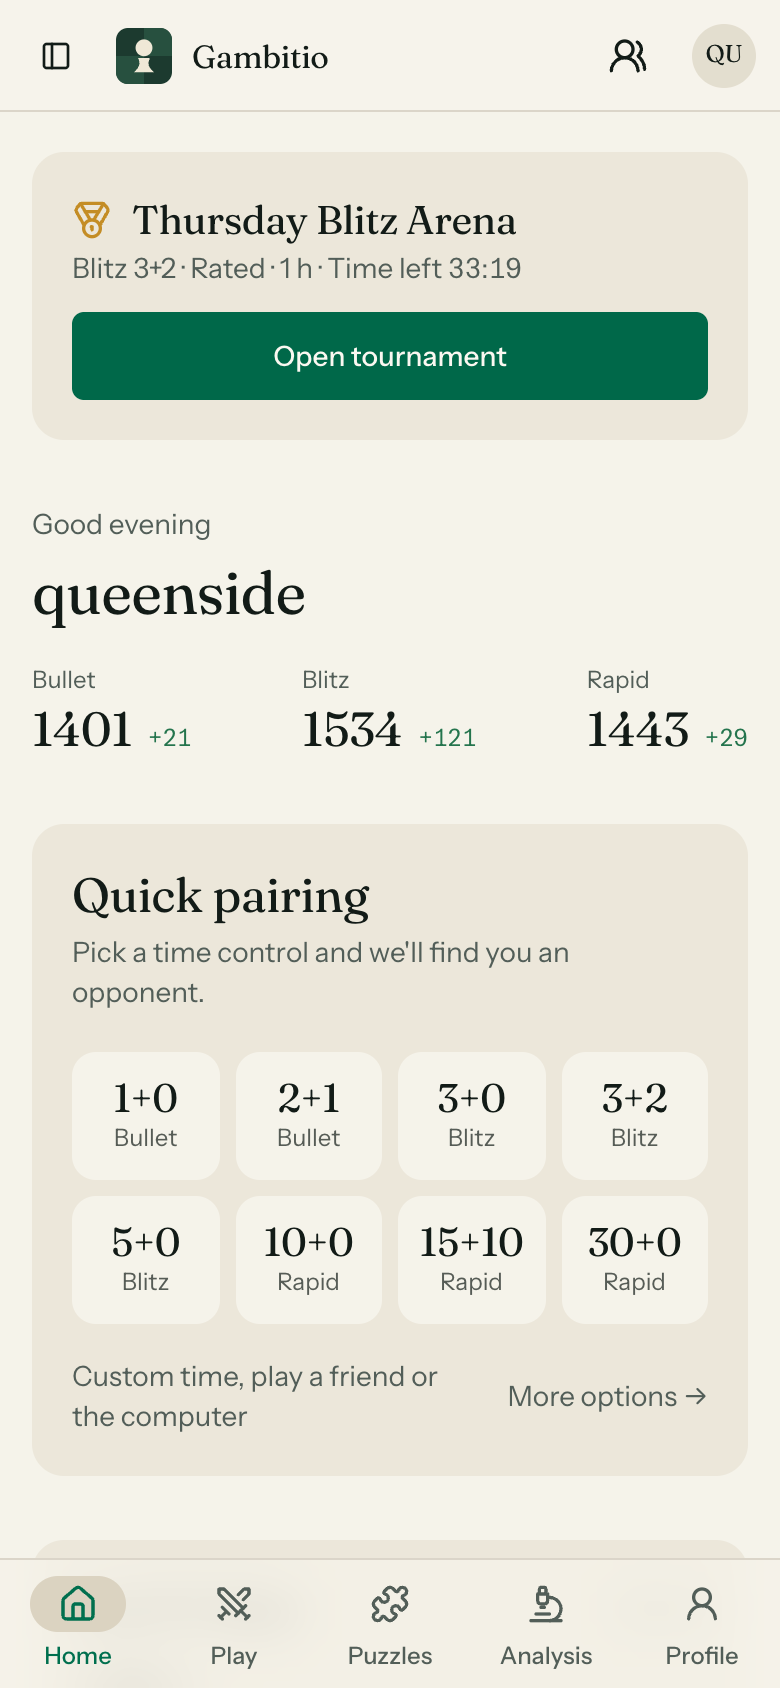 Gambitio
QU
Thursday Blitz Arena
Blitz 3+2 · Rated · 1 h · Time left 33:19
Open tournament
Good evening
queenside
Bullet Blitz Rapid
1401 +21 1534 +121 1443 +29
Quick pairing
Pick a time control and we'll find you an
opponent.
1+0 2+1 3+0 3+2
Bullet Bullet Blitz Blitz
5+0 10+0 15+10 30+0
Blitz Rapid Rapid Rapid
Custom time, play a friend or
the computer
More options →
Home Play Puzzles Analysis Profile